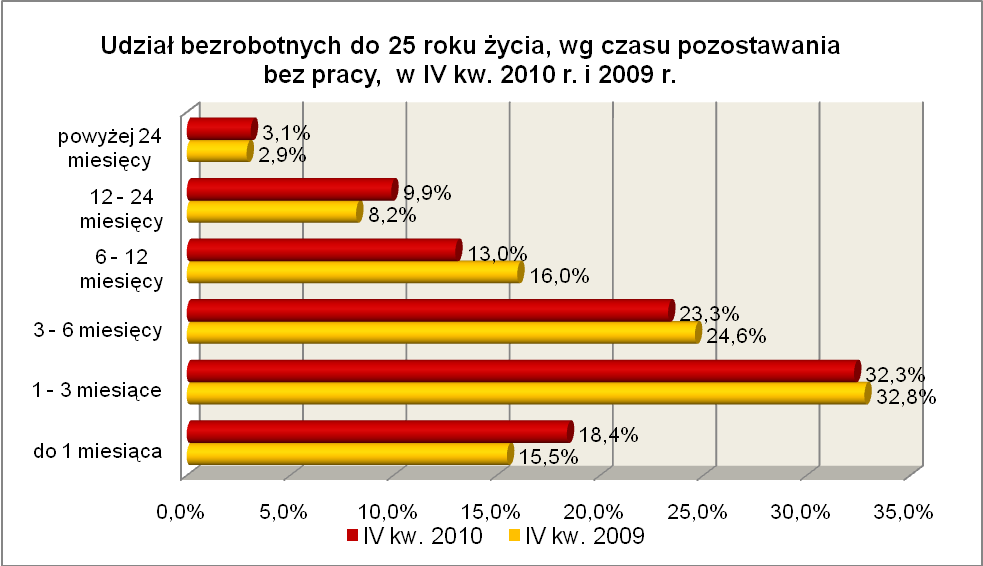 Udział bezrobotnych do 25 roku życia, wg czasu pozostawania
bez pracy, w IV kw. 2010 r. i 2009 r.
powyżej 24
miesięcy
3,1%
2,9%
12 - 24
miesięcy
9,9%
8,2%
6 - 12
miesięcy
13,0%
16,0%
3 - 6 miesięcy
23,3%
24,6%
1 - 3 miesiące
32,3%
32,8%
do 1 miesiąca
18,4%
15,5%
0,0% 5,0% 10,0% 15,0% 20,0% 25,0% 30,0% 35,0%
IV kw. 2010 IV kw. 2009